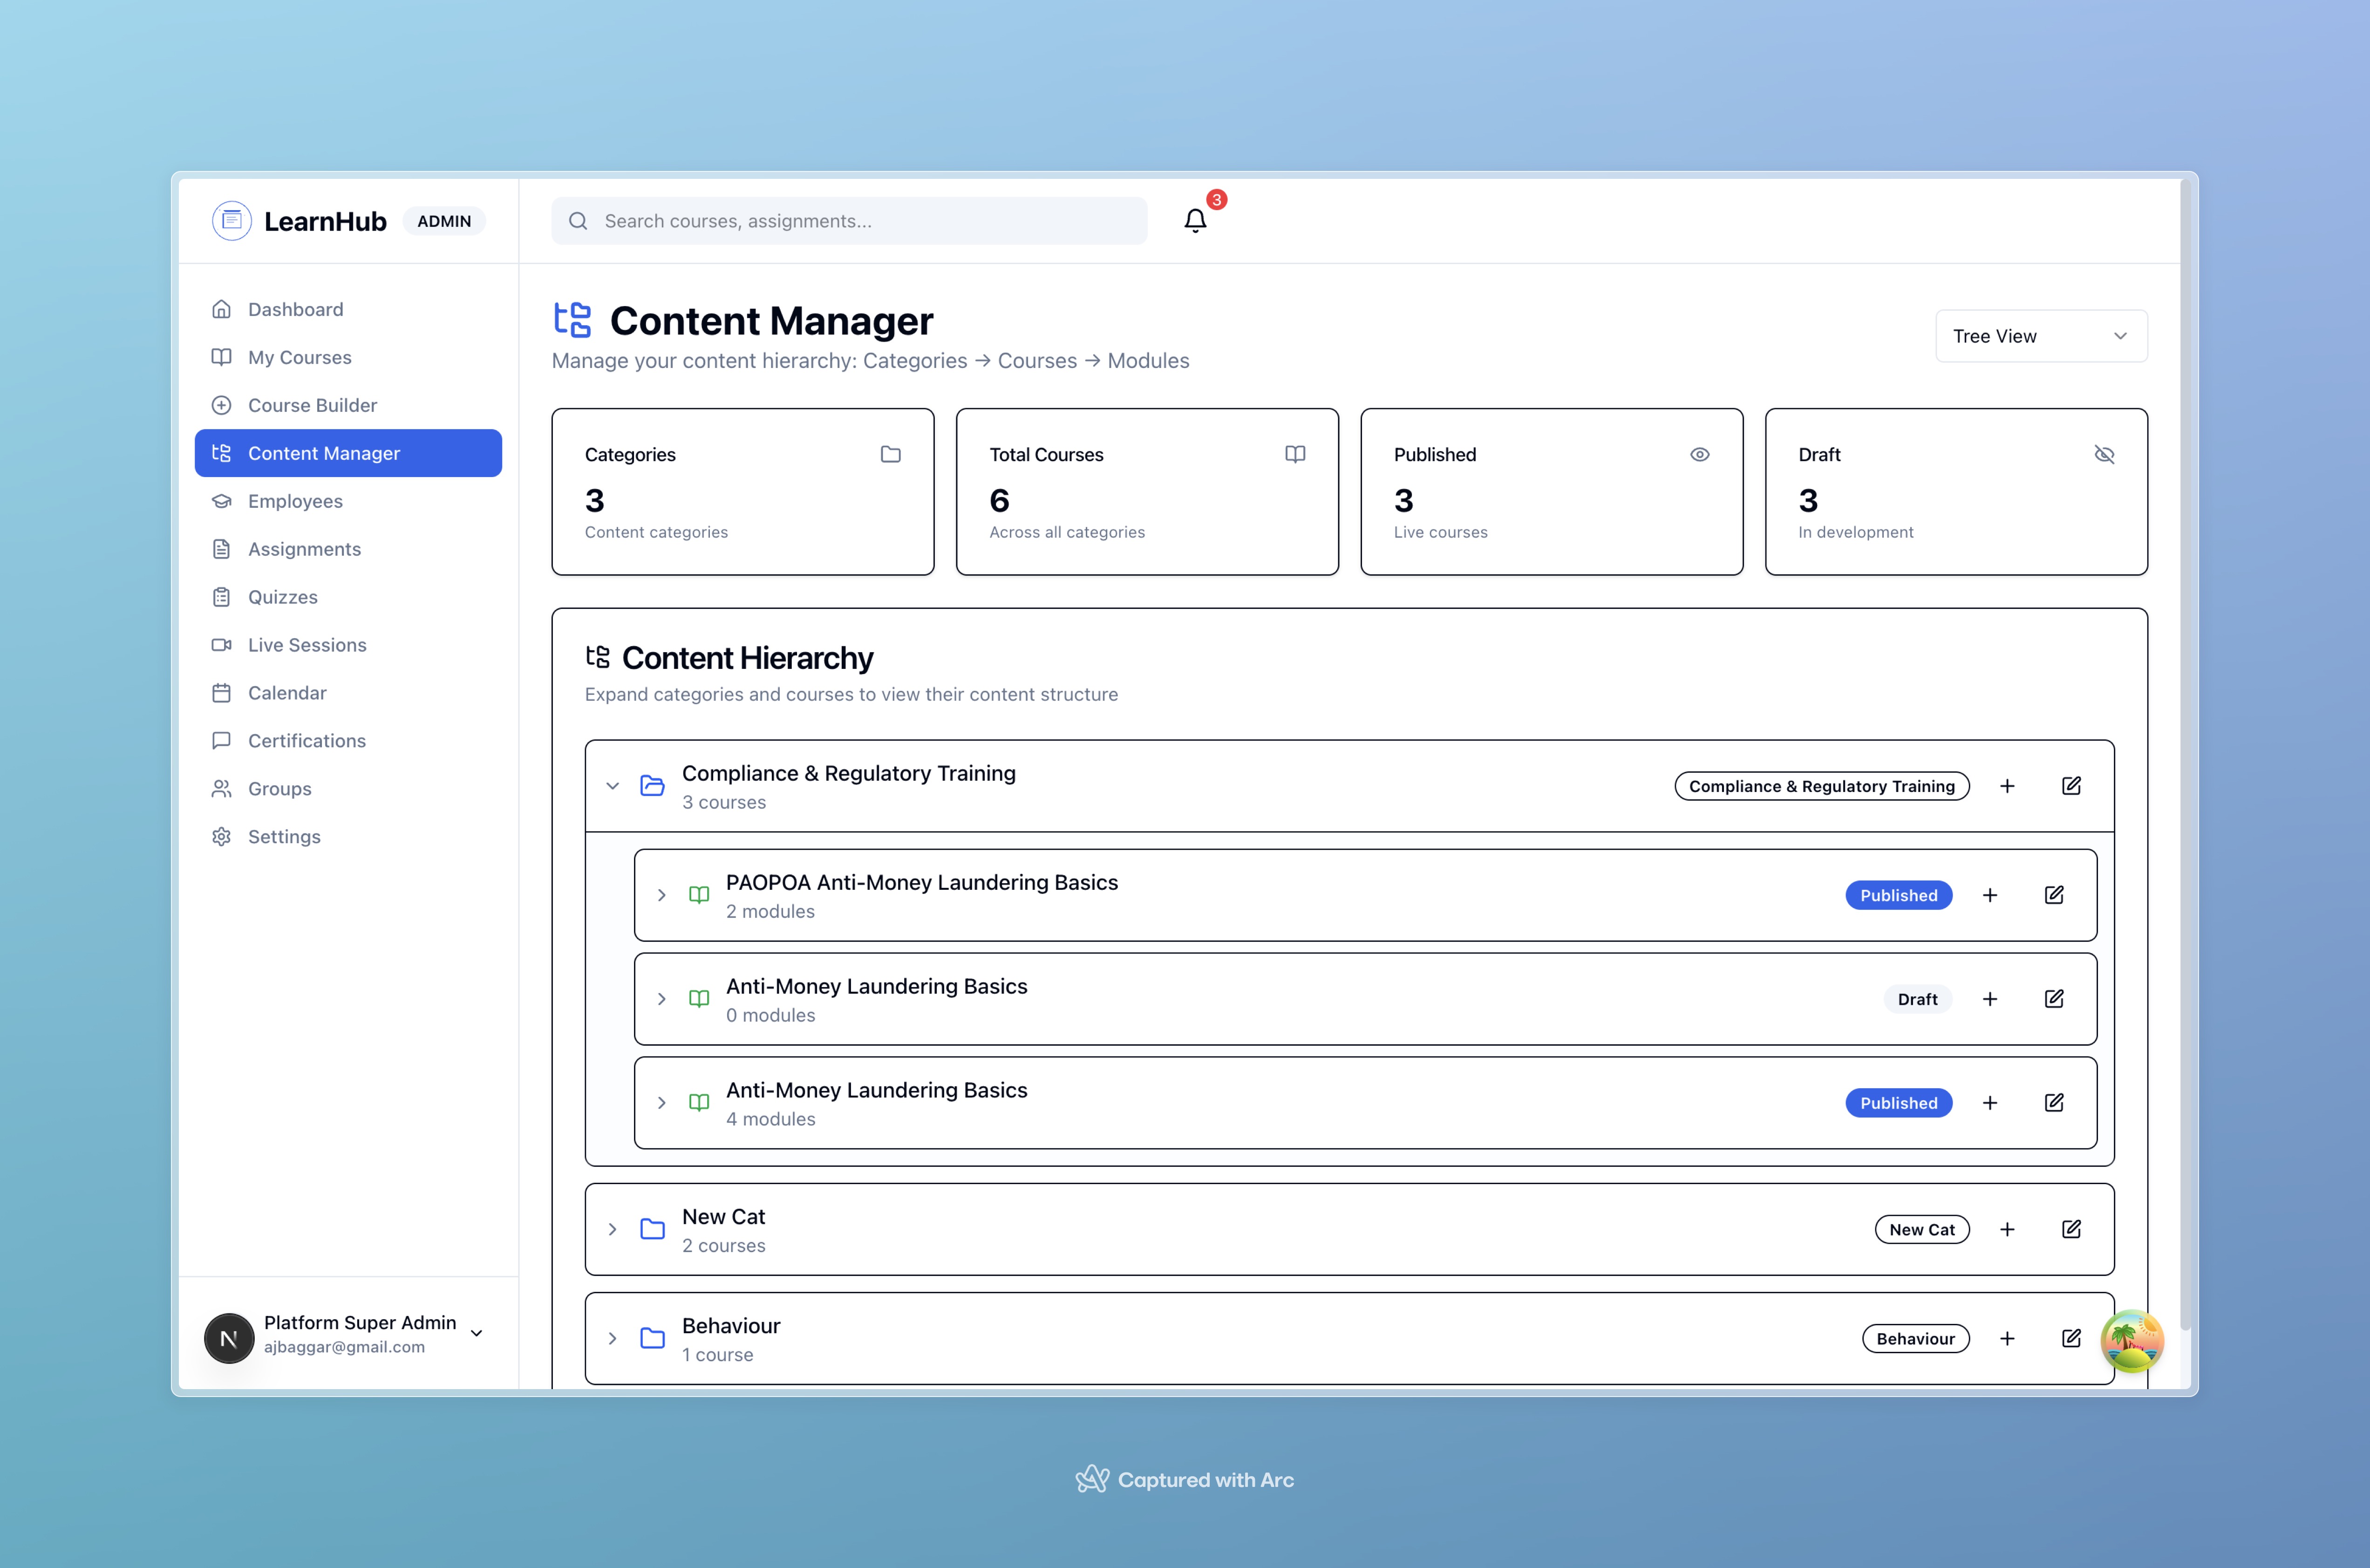 LearnHub ADMIN
Search courses, assignments...
3
Dashboard
My Courses
Course Builder
Content Manager
Employees
Assignments
Quizzes
Live Sessions
Calendar
Certifications
Groups
Settings
N
Platform Super Admin
ajbaggar@gmail.com
Content Manager
Manage your content hierarchy: Categories → Courses → Modules
Tree View
Categories
3
Content categories
Total Courses
6
Across all categories
Published
3
Live courses
Draft
3
In development
Content Hierarchy
Expand categories and courses to view their content structure
Compliance & Regulatory Training
3 courses
Compliance & Regulatory Training
PAOPOA Anti-Money Laundering Basics
2 modules
Published
Anti-Money Laundering Basics
0 modules
Draft
Anti-Money Laundering Basics
4 modules
Published
New Cat
2 courses
New Cat
Behaviour
1 course
Behaviour
Captured with Arc